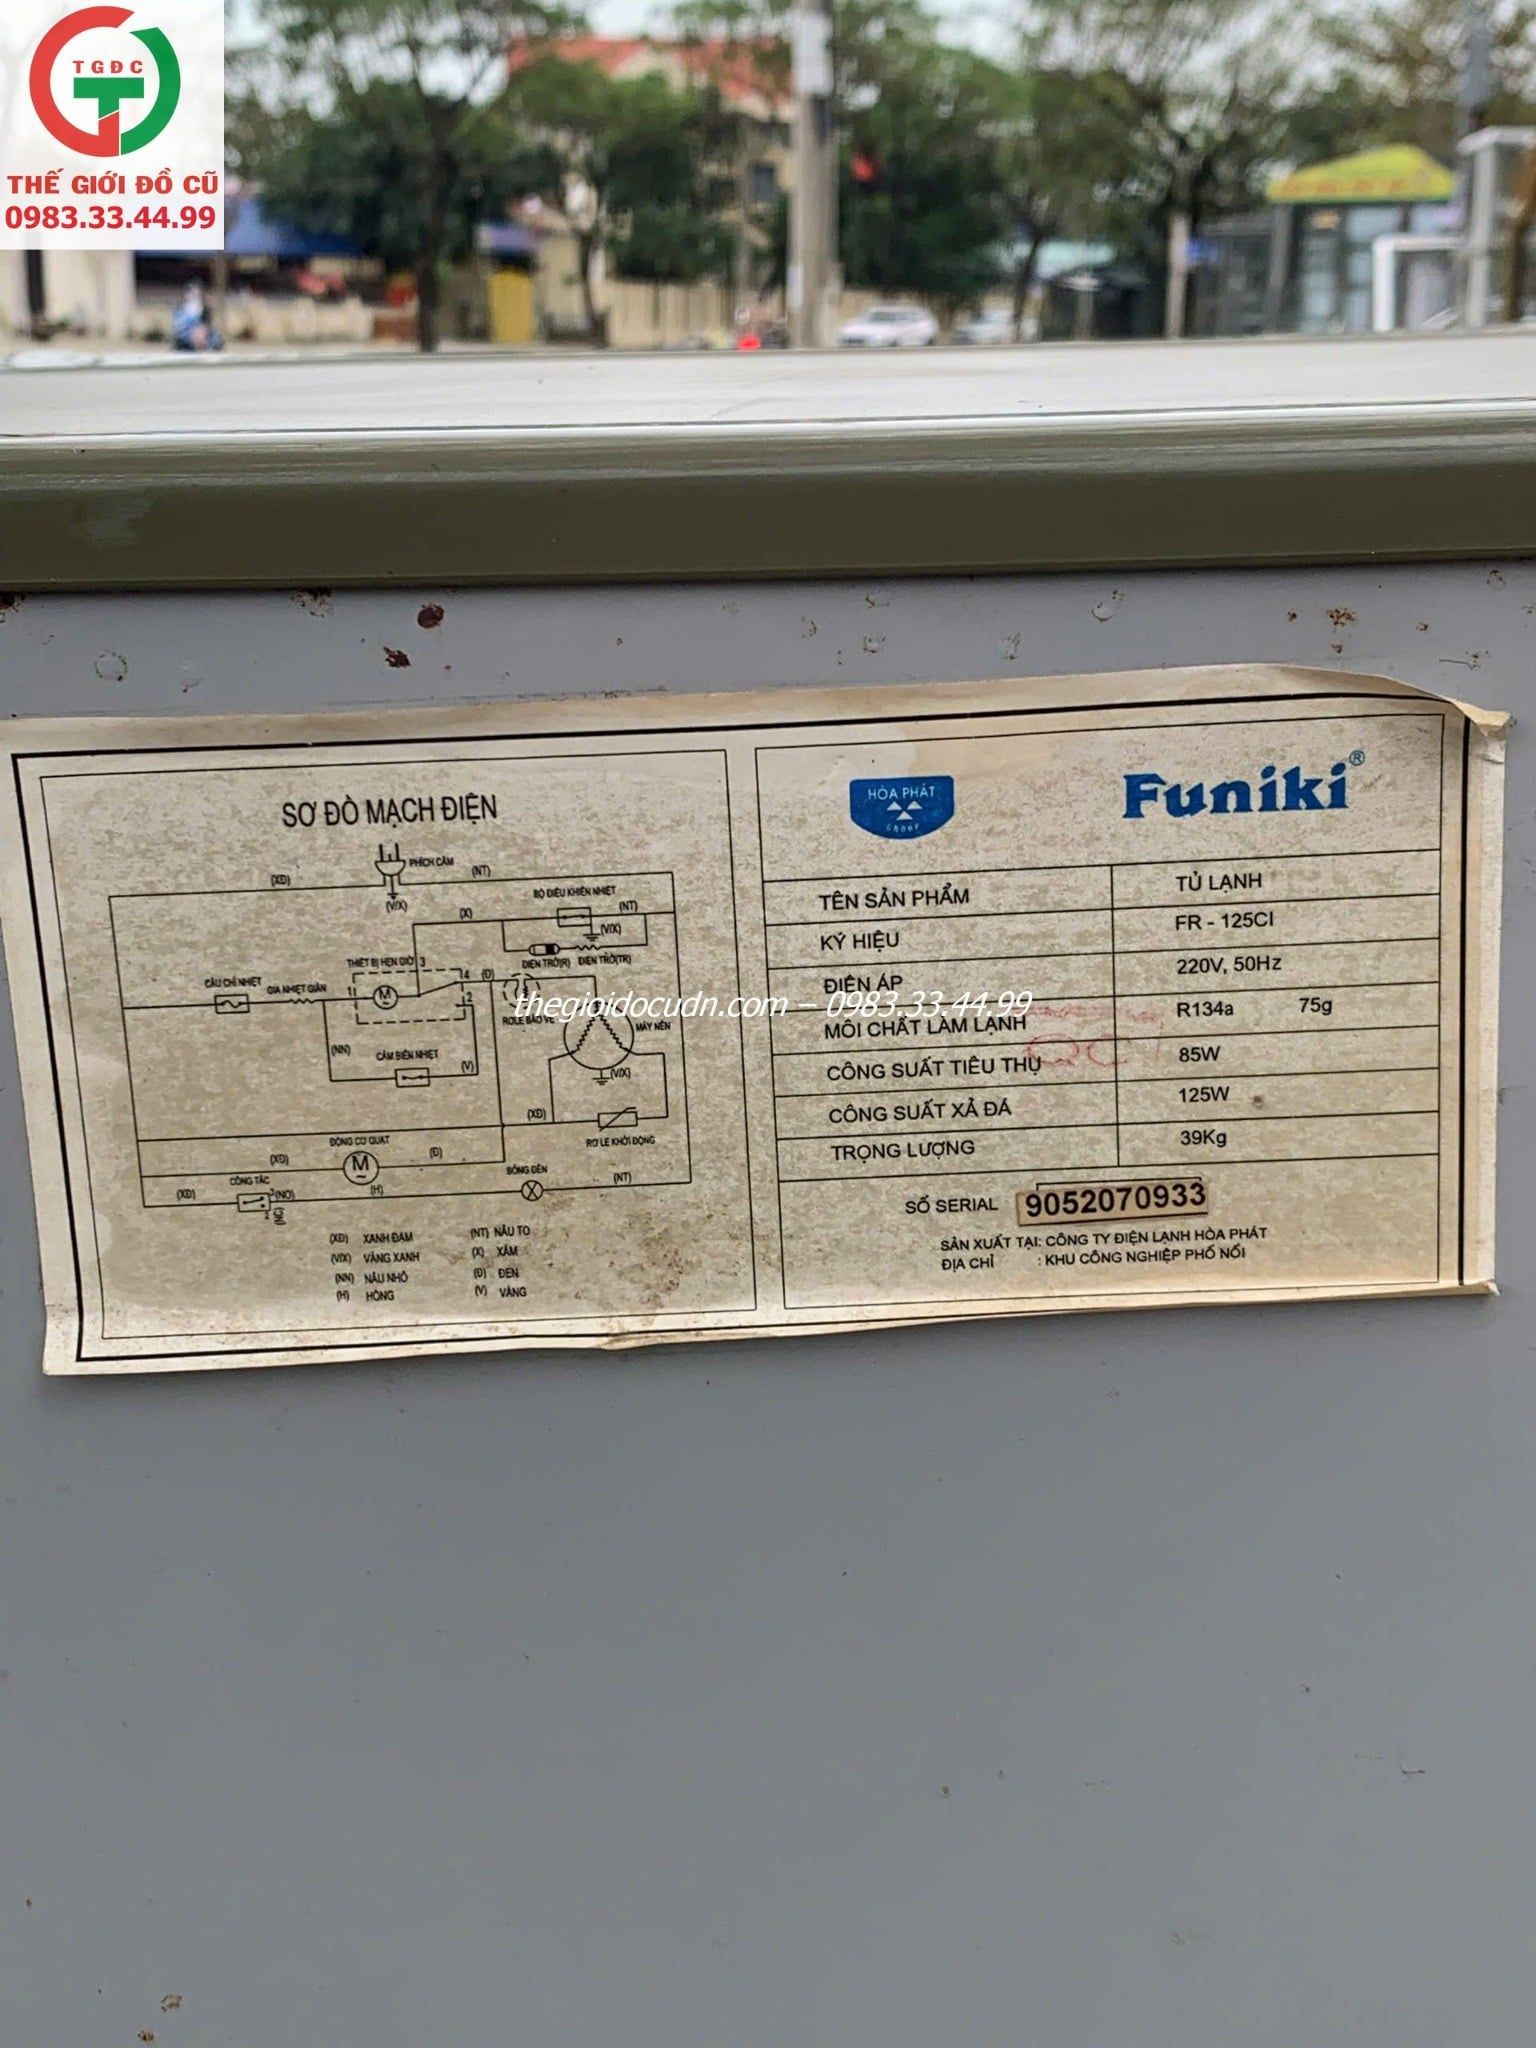 TGĐC
THẾ GIỚI ĐỒ CŨ
0983.33.44.99
SƠ ĐỒ MẠCH ĐIỆN
PHÍCH CẮM
(XĐ)
(NT)
(V/X)
BỘ ĐIỀU KHIỂN NHIỆT
(X)
(NT)
(V/X)
THIẾT BỊ HẸN GIỜ 3
ĐIỆN TRỞ(R) ĐIỆN TRỞ(TR)
CẦU CHÌ NHIỆT
GIA NHIỆT GIÀN
1
M
4
(Đ)
2
RƠLE BẢO VỆ
MÁY NÉN
(NN)
CẢM BIẾN NHIỆT
(V)
(V/X)
(XĐ)
RƠ LE KHỞI ĐỘNG
ĐỘNG CƠ QUẠT
(XĐ)
M
(Đ)
CÔNG TẮC
BÓNG ĐÈN
(XĐ)
3(NO)
(H)
(NT)
2
(XĐ) XANH ĐẬM
(NT) NÂU TO
(V/X) VÀNG XANH
(X) XÁM
(NN) NÂU NHỎ
(Đ) ĐEN
(H) HỒNG
(V) VÀNG
HÒA PHÁT
GROUP
Funiki®
TÊN SẢN PHẨM TỦ LẠNH
KÝ HIỆU FR - 125CI
ĐIỆN ÁP 220V, 50Hz
MÔI CHẤT LÀM LẠNH R134a 75g
CÔNG SUẤT TIÊU THỤ 85W
CÔNG SUẤT XẢ ĐÁ 125W
TRỌNG LƯỢNG 39Kg
SỐ SERIAL 9052070933
SẢN XUẤT TẠI: CÔNG TY ĐIỆN LẠNH HÒA PHÁT
ĐỊA CHỈ : KHU CÔNG NGHIỆP PHỐ NỐI
thegioidocudn.com – 0983.33.44.99